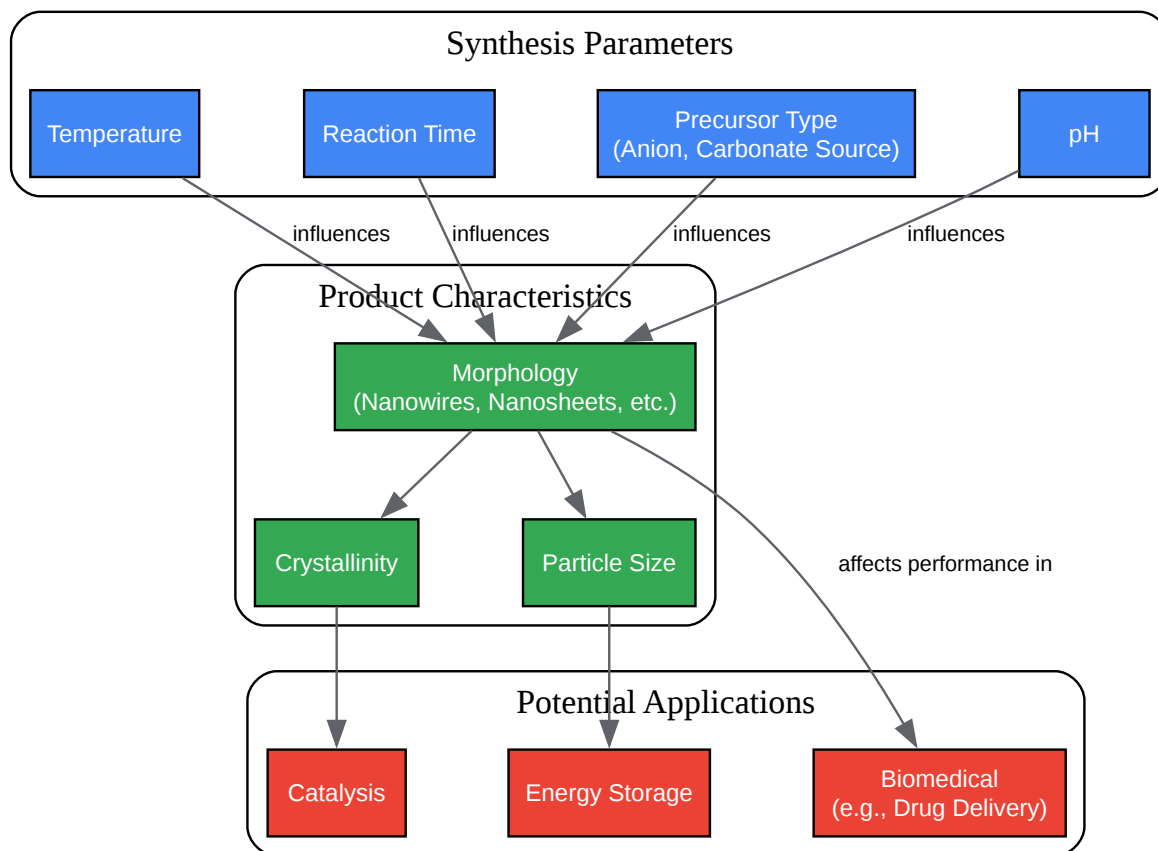 Synthesis Parameters
Temperature
Reaction Time
Precursor Type
(Anion, Carbonate Source)
pH
influences
influences
influences
influences
Product Characteristics
Morphology
(Nanowires, Nanosheets, etc.)
Crystallinity
Particle Size
affects performance in
Potential Applications
Catalysis
Energy Storage
Biomedical
(e.g., Drug Delivery)